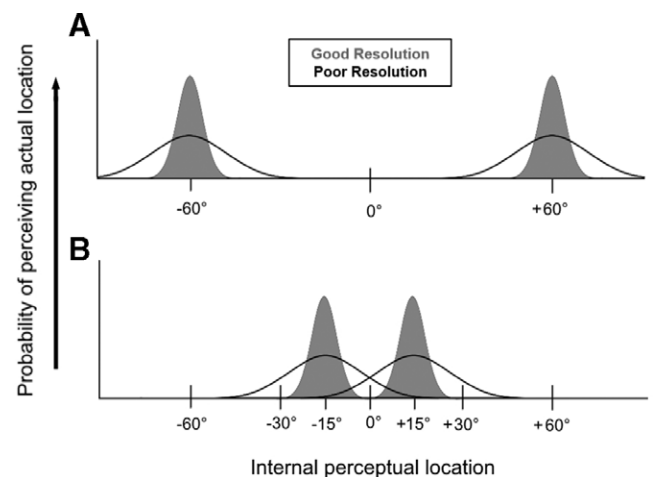 A
Good Resolution
Poor Resolution
Probability of perceiving actual location
-60° 0° +60°
B
-60° -30° -15° 0° +15° +30° +60°
Internal perceptual location